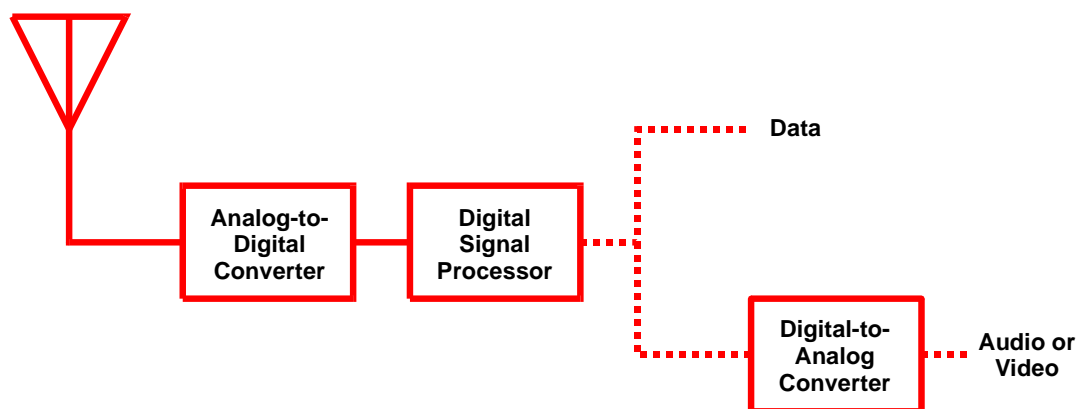 Data
Analog-to-
Digital
Converter
Digital
Signal
Processor
Digital-to-
Analog
Converter
Audio or
Video